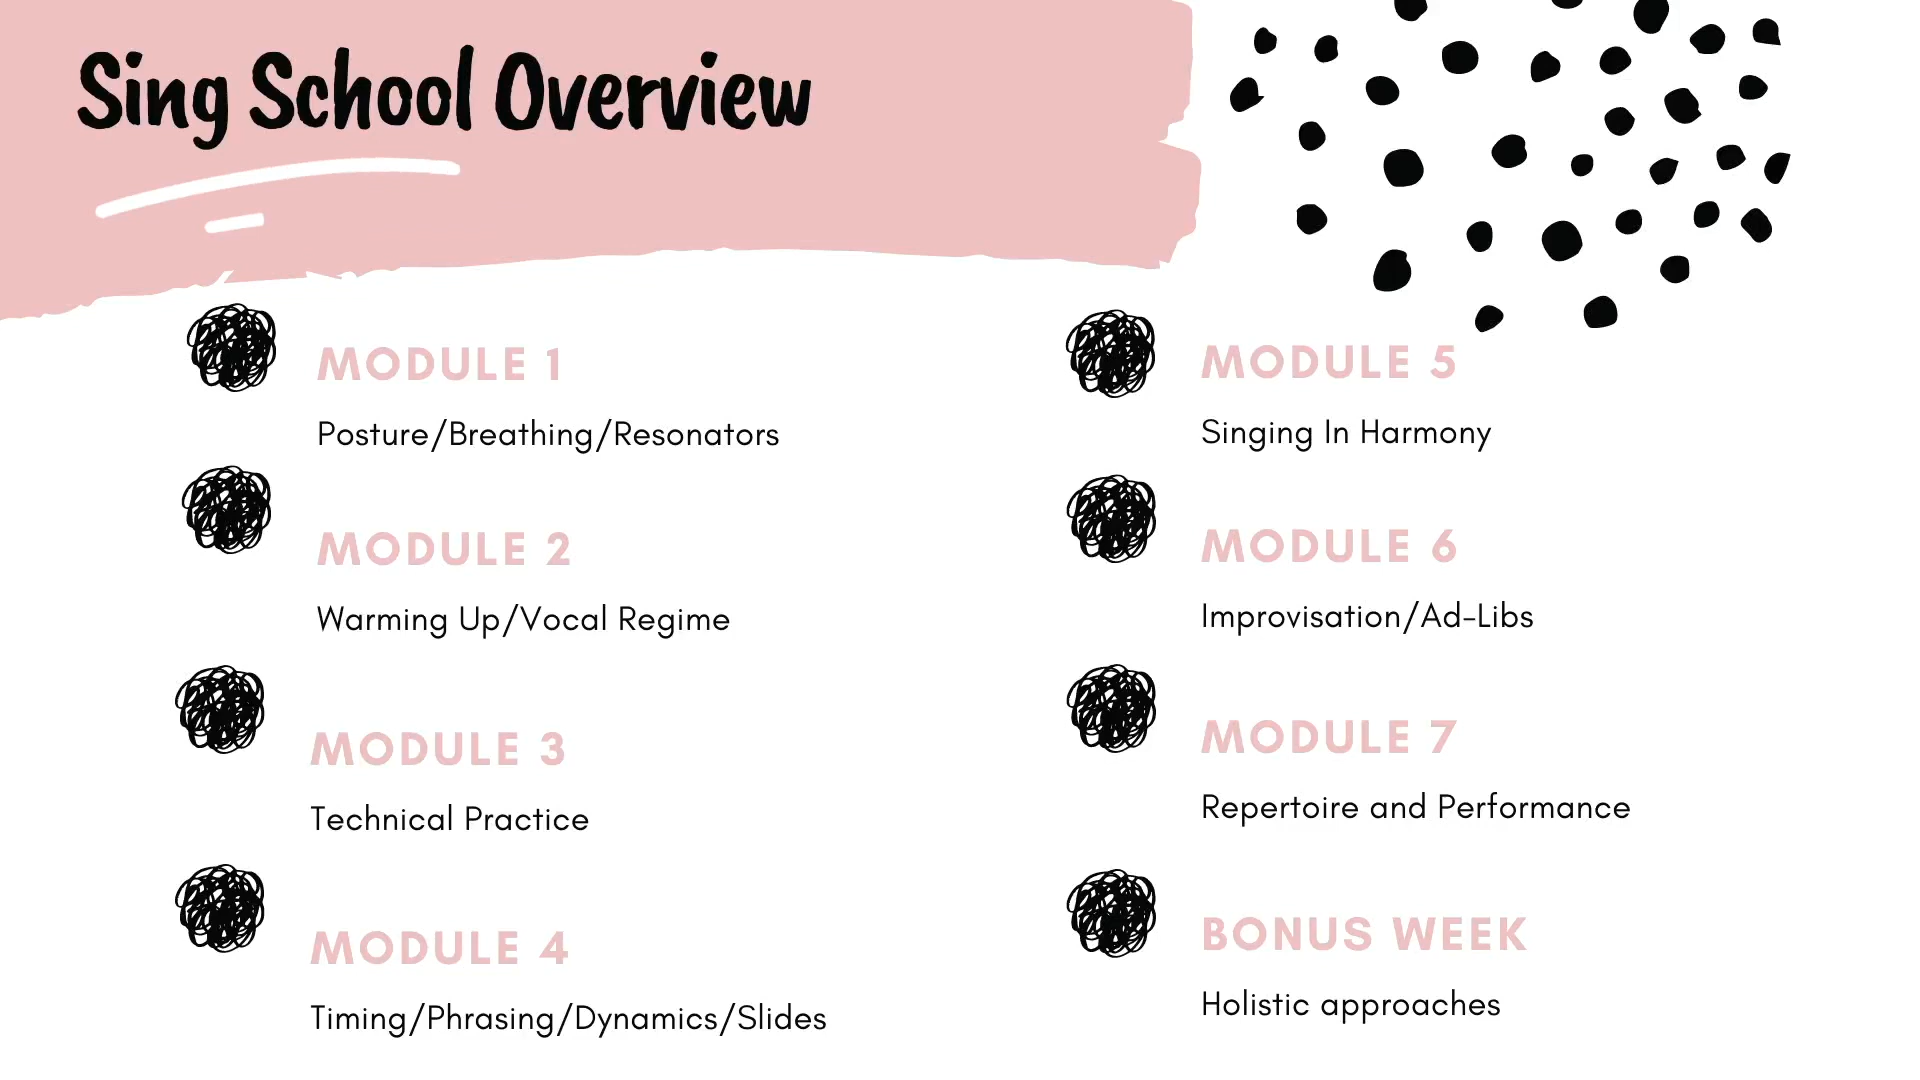 Sing School Overview
MODULE 1
Posture/Breathing/Resonators
MODULE 2
Warming Up/Vocal Regime
MODULE 3
Technical Practice
MODULE 4
Timing/Phrasing/Dynamics/Slides
MODULE 5
Singing In Harmony
MODULE 6
Improvisation/Ad-Libs
MODULE 7
Repertoire and Performance
BONUS WEEK
Holistic approaches